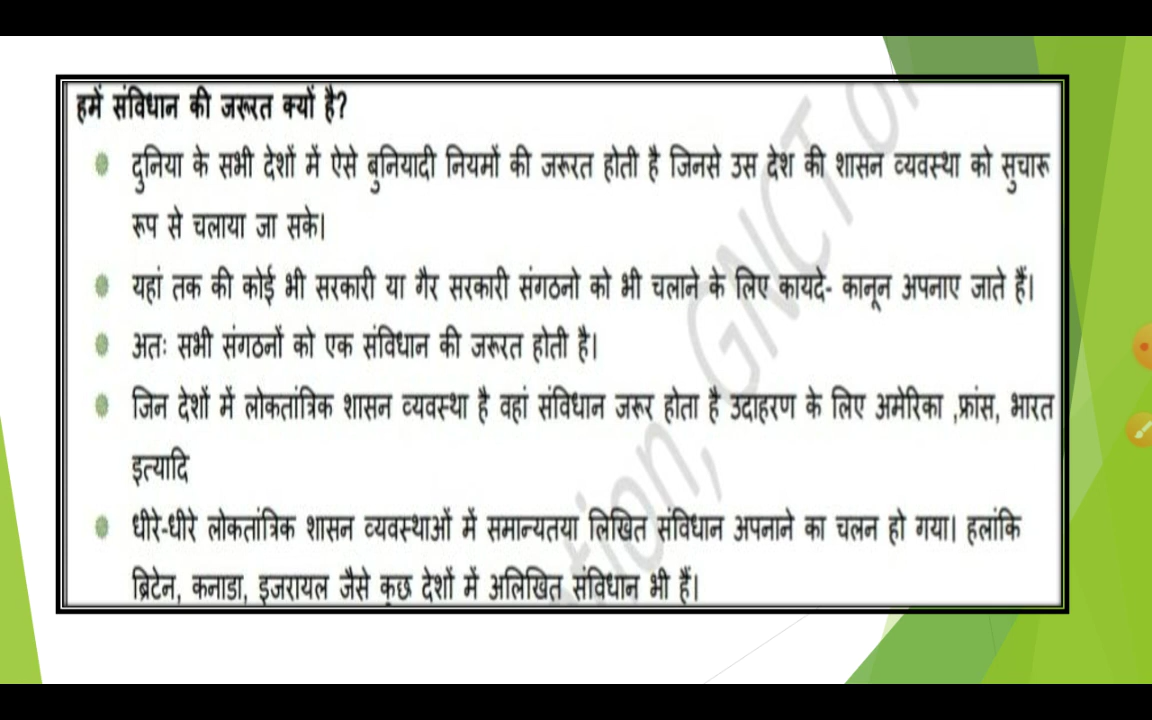 हमें संविधान की जरूरत क्यों है?
दुनिया के सभी देशों में ऐसे बुनियादी नियमों की जरूरत होती है जिनसे उस देश की शासन व्यवस्था को सुचारू
रूप से चलाया जा सके।
यहां तक की कोई भी सरकारी या गैर सरकारी संगठनो को भी चलाने के लिए कायदे- कानून अपनाए जाते हैं।
अतः सभी संगठनों को एक संविधान की जरूरत होती है।
जिन देशों में लोकतांत्रिक शासन व्यवस्था है वहां संविधान जरूर होता है उदाहरण के लिए अमेरिका ,फ्रांस, भारत
इत्यादि
धीरे-धीरे लोकतांत्रिक शासन व्यवस्थाओं में समान्यतया लिखित संविधान अपनाने का चलन हो गया। हलांकि
ब्रिटेन, कनाडा, इजरायल जैसे कुछ देशों में अलिखित संविधान भी हैं।